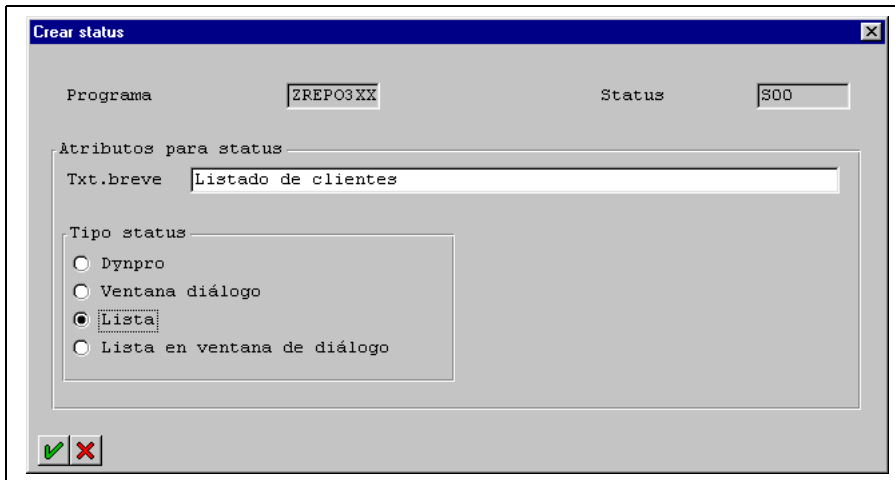 Crear status
Programa ZREPO3XX Status S00
Atributos para status
Txt.breve Listado de clientes
Tipo status
Dynpro
Ventana diálogo
Lista
Lista en ventana de diálogo